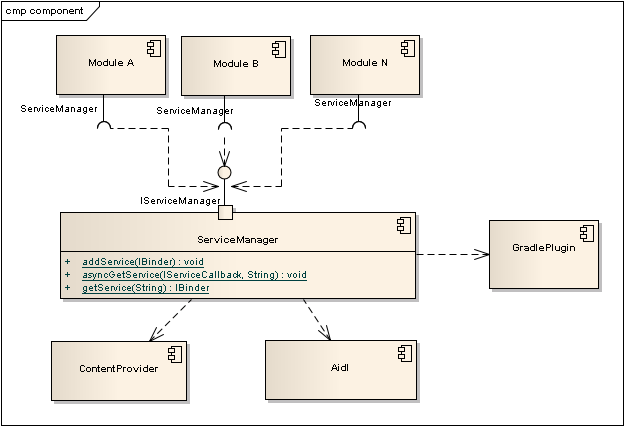 cmp component
Module A
Module B
Module N
ServiceManager
ServiceManager
ServiceManager
IServiceManager
ServiceManager
+ addService(IBinder) : void
+ asyncGetService(IServiceCallback, String) : void
+ getService(String) : IBinder
GradlePlugin
ContentProvider
Aidl